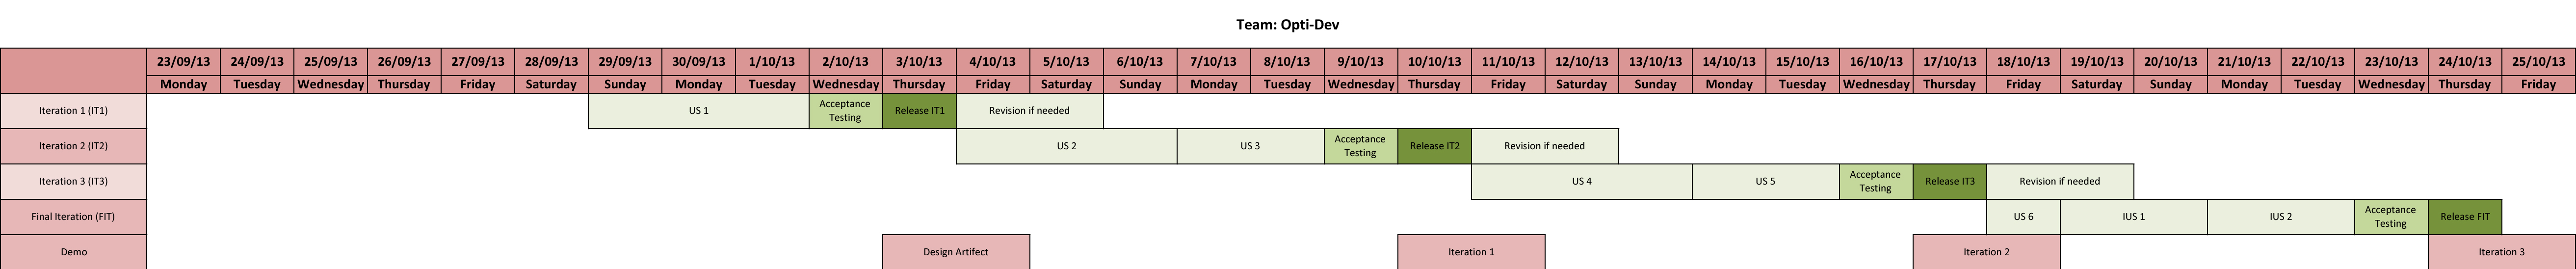 Team: Opti-Dev
23/09/13 24/09/13 25/09/13 26/09/13 27/09/13 28/09/13 29/09/13 30/09/13 1/10/13 2/10/13 3/10/13 4/10/13 5/10/13 6/10/13 7/10/13 8/10/13 9/10/13 10/10/13 11/10/13 12/10/13 13/10/13 14/10/13 15/10/13 16/10/13 17/10/13 18/10/13 19/10/13 20/10/13 21/10/13 22/10/13 23/10/13 24/10/13 25/10/13
Monday Tuesday Wednesday Thursday Friday Saturday Sunday Monday Tuesday Wednesday Thursday Friday Saturday Sunday Monday Tuesday Wednesday Thursday Friday Saturday Sunday Monday Tuesday Wednesday Thursday Friday Saturday Sunday Monday Tuesday Wednesday Thursday Friday
Iteration 1 (IT1) US 1 Acceptance Testing Release IT1 Revision if needed
Iteration 2 (IT2) US 2 US 3 Acceptance Testing Release IT2 Revision if needed
Iteration 3 (IT3) US 4 US 5 Acceptance Testing Release IT3 Revision if needed
Final Iteration (FIT) US 6 IUS 1 IUS 2 Acceptance Testing Release FIT
Demo Design Artifect Iteration 1 Iteration 2 Iteration 3